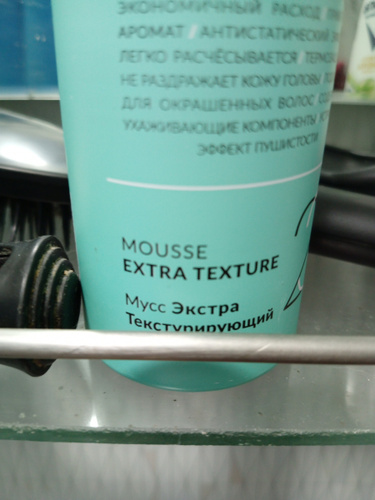 ЭКОНОМИЧНЫЙ РАСХОД
АРОМАТ / АНТИСТАТИЧЕСКИЙ
ЛЕГКО РАСЧЁСЫВАЕТСЯ /
НЕ РАЗДРАЖАЕТ КОЖУ ГОЛОВЫ
ДЛЯ ОКРАШЕННЫХ ВОЛОС
УХАЖИВАЮЩИЕ КОМПОНЕНТЫ
ЭФФЕКТ ПУШИСТОСТИ
MOUSSE
EXTRA TEXTURE
Мусс Экстра
Текстурирующий